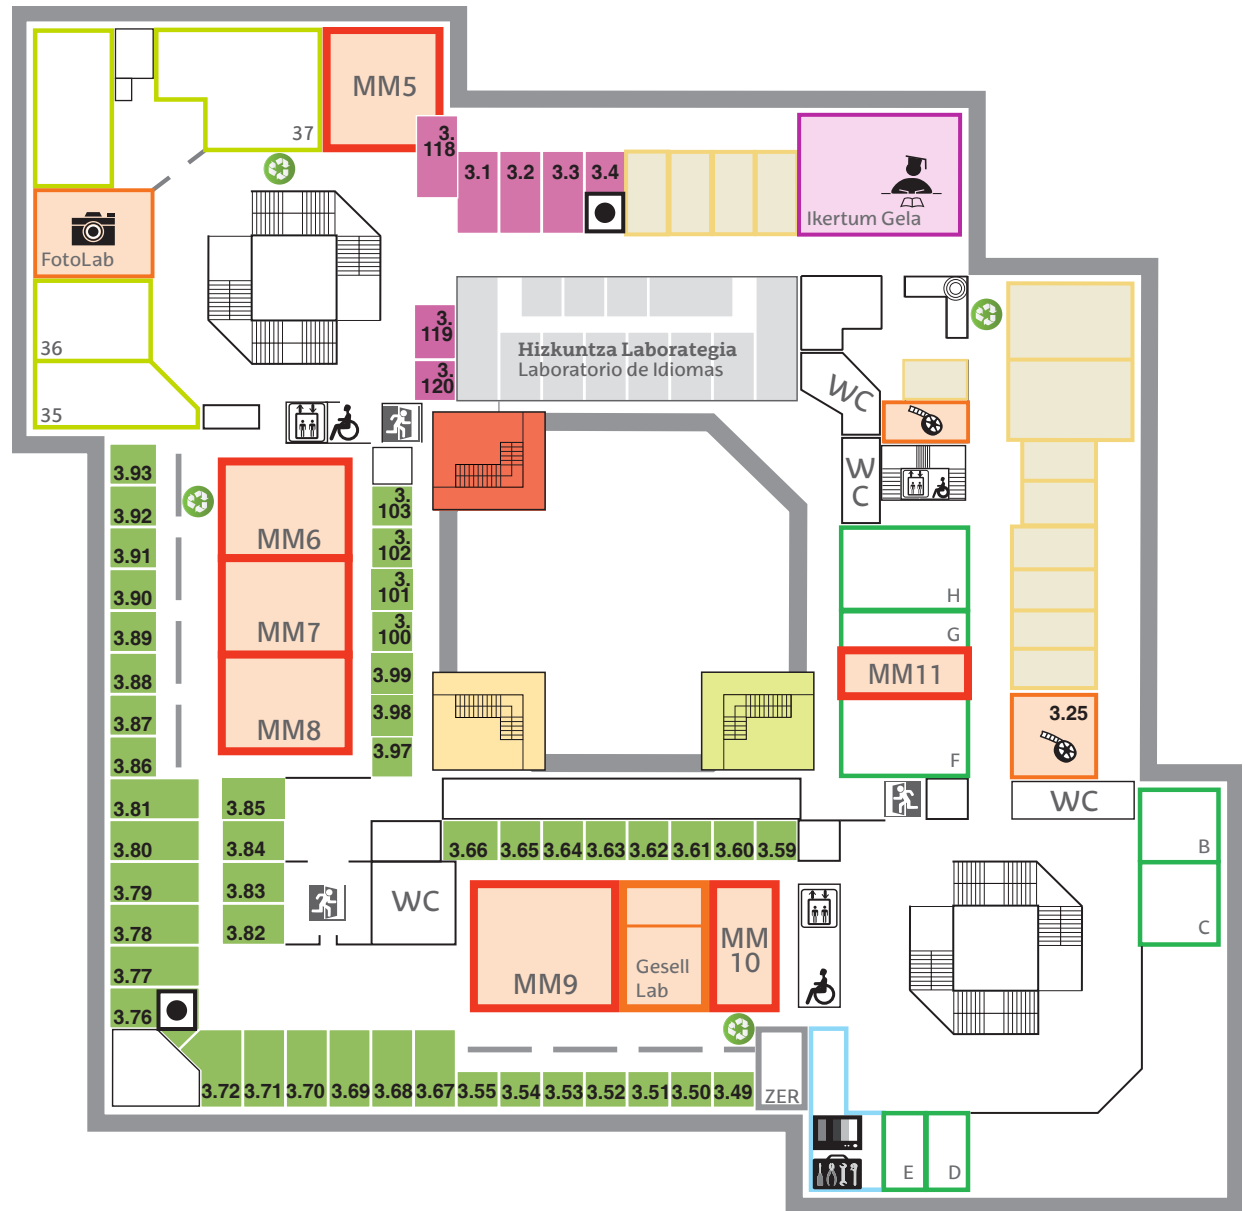 MM5
37
3.
118
3.1
3.2
3.3
3.4
Ikertum Gela
FotoLab
36
35
3.
119
3.
120
Hizkuntza Laborategia
Laboratorio de Idiomas
WC
W
C
3.93
3.92
3.91
3.90
3.89
3.88
3.87
3.86
MM6
MM7
MM8
3.
103
3.
102
3.
101
3.
100
3.99
3.98
3.97
H
G
MM11
F
3.25
WC
B
C
3.81
3.80
3.79
3.78
3.77
3.76
3.85
3.84
3.83
3.82
WC
3.66
3.65
3.64
3.63
3.62
3.61
3.60
3.59
MM9
Gesell
Lab
MM
10
3.72
3.71
3.70
3.69
3.68
3.67
3.55
3.54
3.53
3.52
3.51
3.50
3.49
ZER
E
D